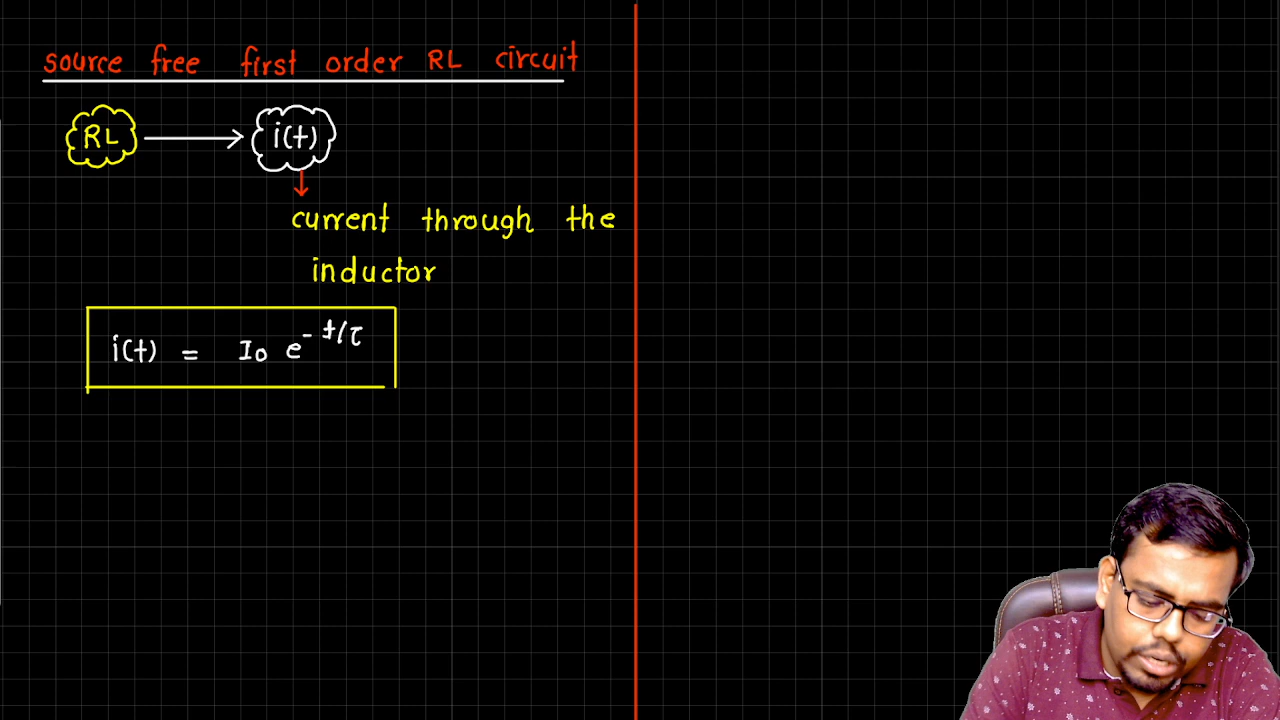 source free first order RL circuit
RL i(t)
current through the
inductor
i(t) = I0 e^-t/τ